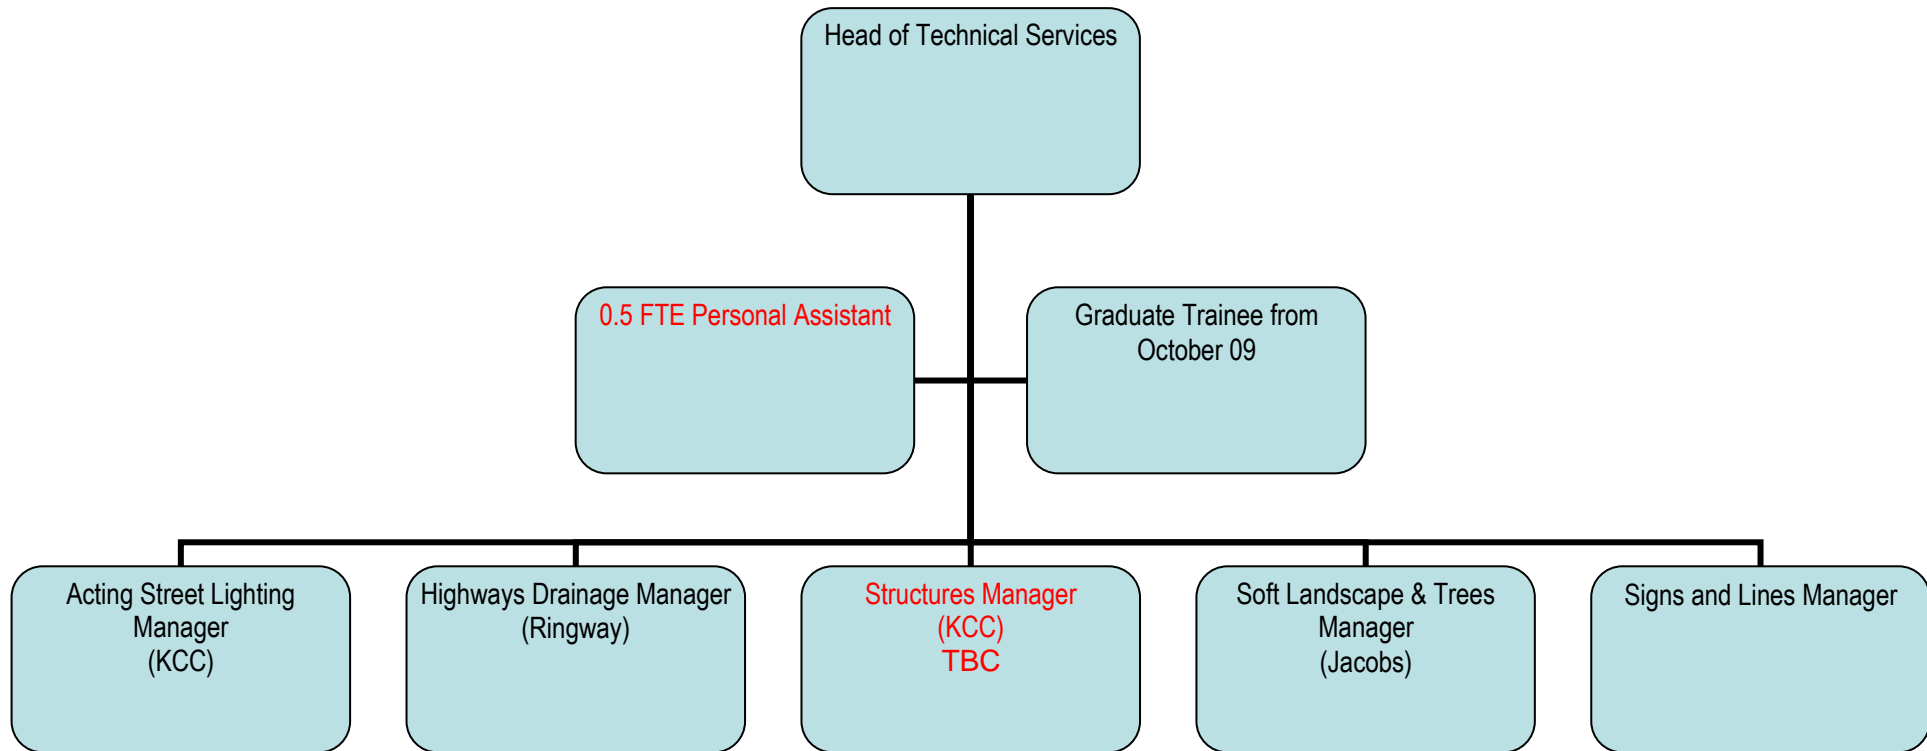 Head of Technical Services
0.5 FTE Personal Assistant
Graduate Trainee from
October 09
Acting Street Lighting
Manager
(KCC)
Highways Drainage Manager
(Ringway)
Structures Manager
(KCC)
TBC
Soft Landscape & Trees
Manager
(Jacobs)
Signs and Lines Manager